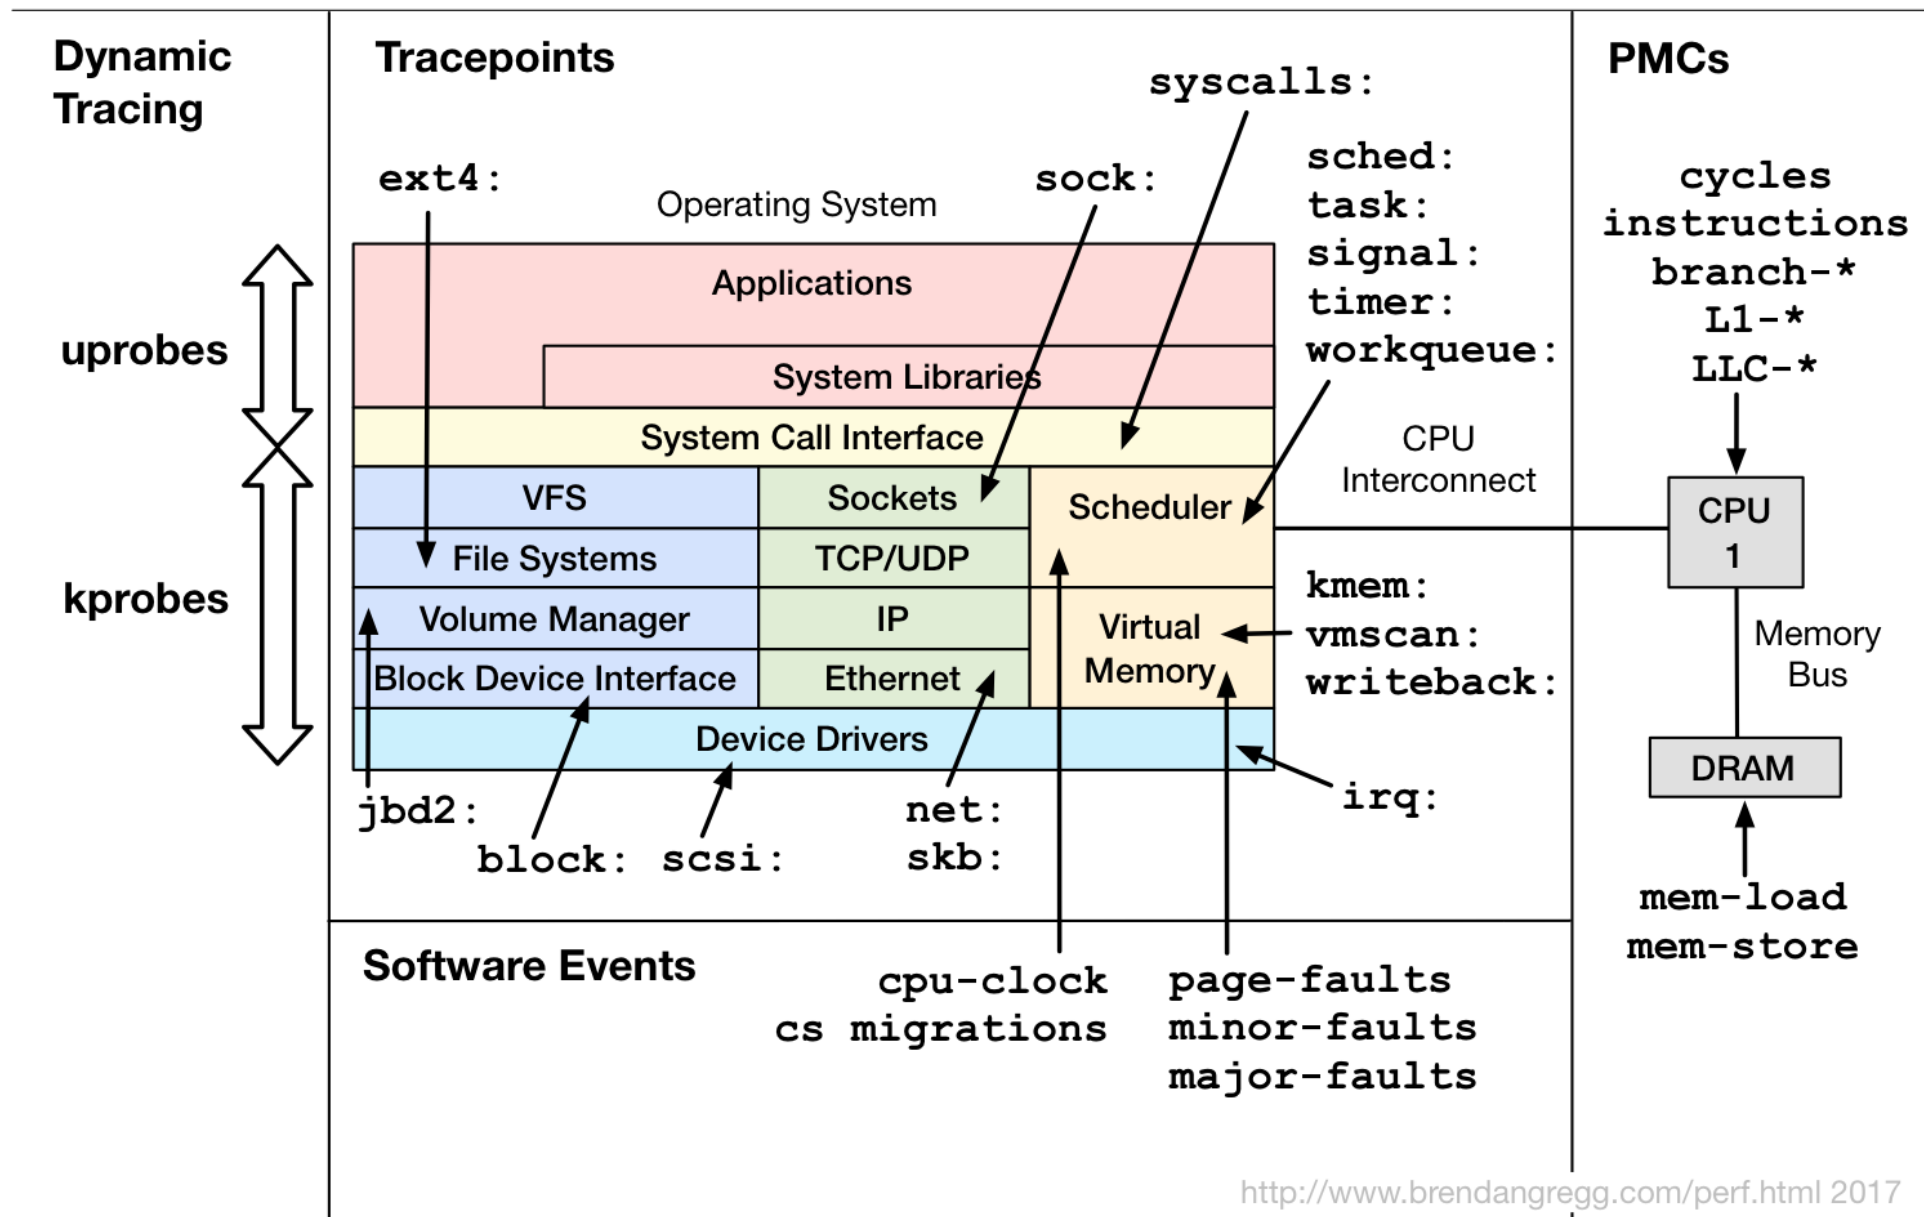 Dynamic
Tracing
uprobes
kprobes
Tracepoints
syscalls:
ext4:
Operating System
sock:
sched:
task:
signal:
timer:
workqueue:
Applications
System Libraries
System Call Interface
VFS
Sockets
Scheduler
File Systems
TCP/UDP
Volume Manager
IP
Virtual
Memory
Block Device Interface
Ethernet
Device Drivers
CPU
Interconnect
kmem:
vmscan:
writeback:
irq:
jbd2:
block:
scsi:
net:
skb:
Software Events
cpu-clock
cs migrations
page-faults
minor-faults
major-faults
PMCs
cycles
instructions
branch-*
L1-*
LLC-*
CPU
1
Memory
Bus
DRAM
mem-load
mem-store
http://www.brendangregg.com/perf.html 2017